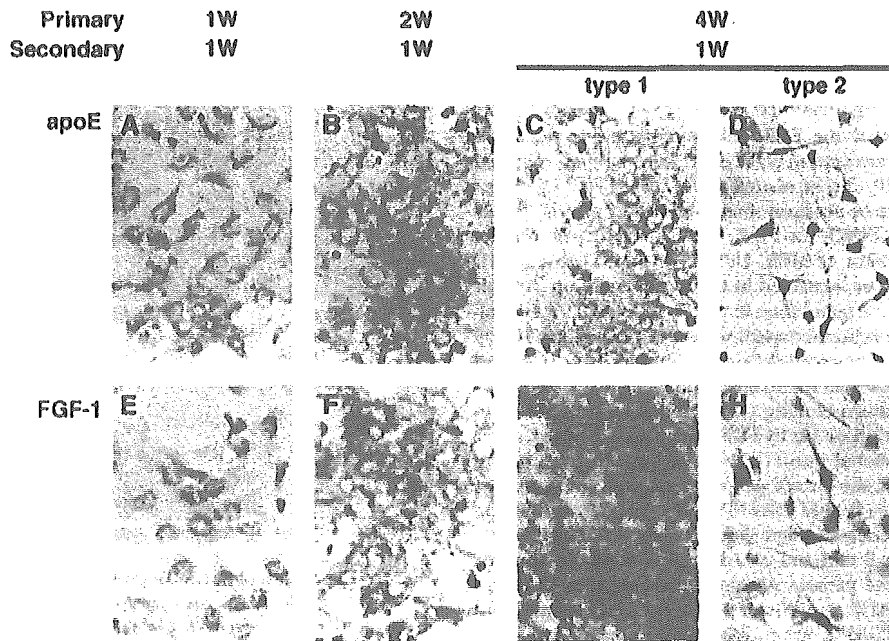 Primary 1W 2W 4W
Secondary 1W 1W 1W
type 1 type 2
apoE A B C D
FGF-1 E F H